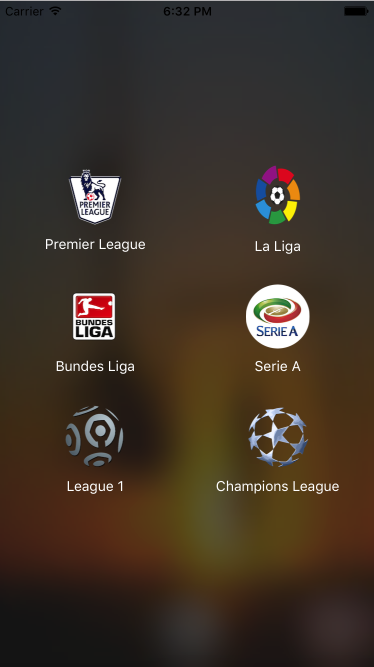 Carrier 6:32 PM
PREMIER
LEAGUE
Premier League
La Liga
BUNDES
LIGA
Bundes Liga
SERIE A
Serie A
League 1
Champions League